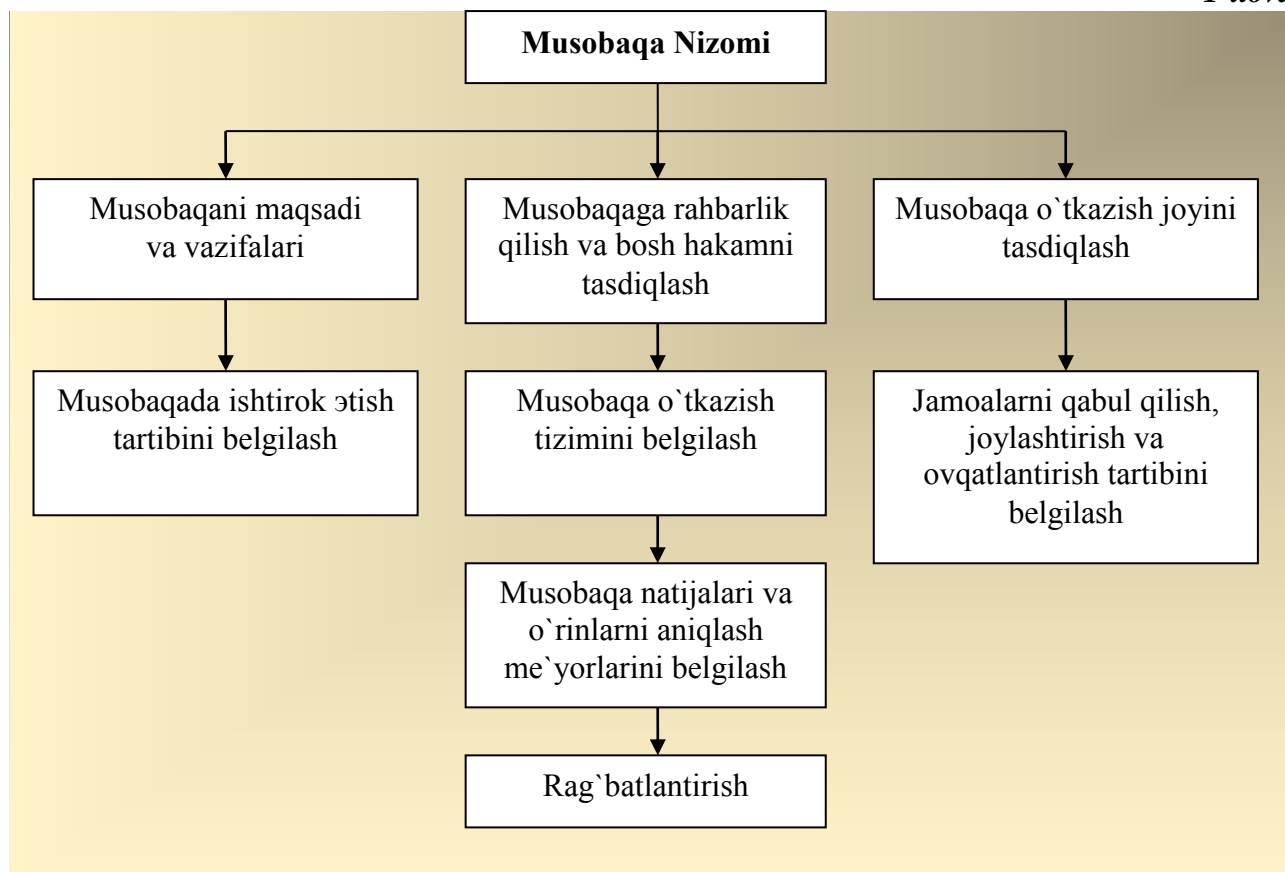 Musobaqa Nizomi
Musobaqani maqsadi
va vazifalari
Musobaqaga rahbarlik
qilish va bosh hakamni
tasdiqlash
Musobaqa o`tkazish joyini
tasdiqlash
Musobaqada ishtirok эtish
tartibini belgilash
Musobaqa o`tkazish
tizimini belgilash
Jamoalarni qabul qilish,
joylashtirish va
ovqatlantirish tartibini
belgilash
Musobaqa natijalari va
o`rinlarni aniqlash
me`yorlarini belgilash
Rag`batlantirish